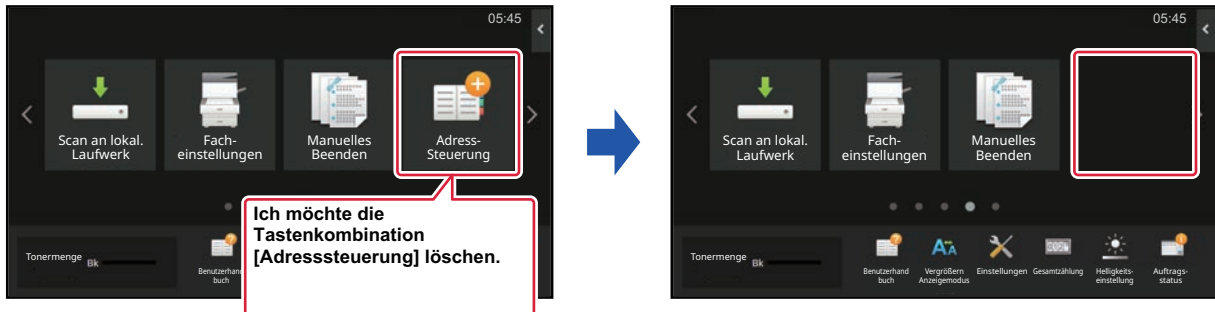 05:45
Scan an lokal.
Laufwerk
Fach-
einstellungen
Manuelles
Beenden
Adress-
Steuerung
Ich möchte die
Tastenkombination
[Adresssteuerung] löschen.
Tonermenge
Bk
Benutzerhand
buch
05:45
Scan an lokal.
Laufwerk
Fach-
einstellungen
Manuelles
Beenden
Tonermenge
Bk
Benutzerhand
buch
Vergrößern
Anzeigemodus
Einstellungen
Gesamtzählung
Helligkeits-
einstellung
Auftrags-
status